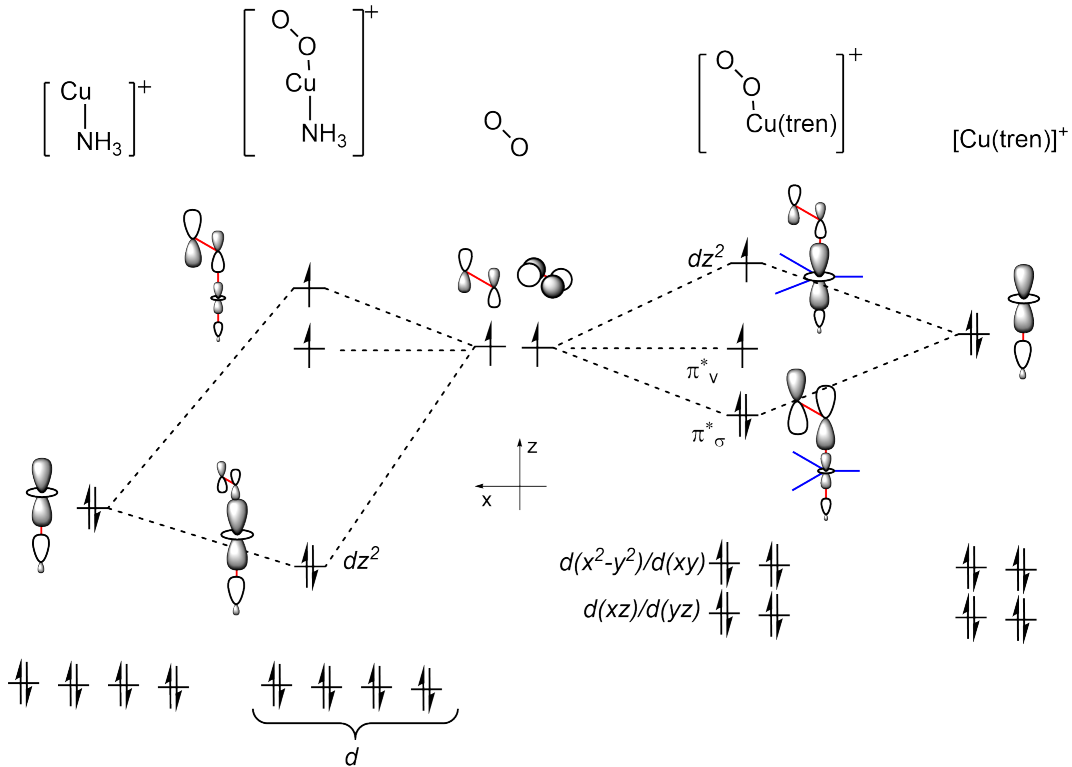 O
O
Cu
NH3
+
O
O
Cu
NH3
+
O
O
O
O
Cu(tren)
+
[Cu(tren)]+
dz2
π*v
π*σ
z
x
dz2
d(x2-y2)/d(xy)
d(xz)/d(yz)
d